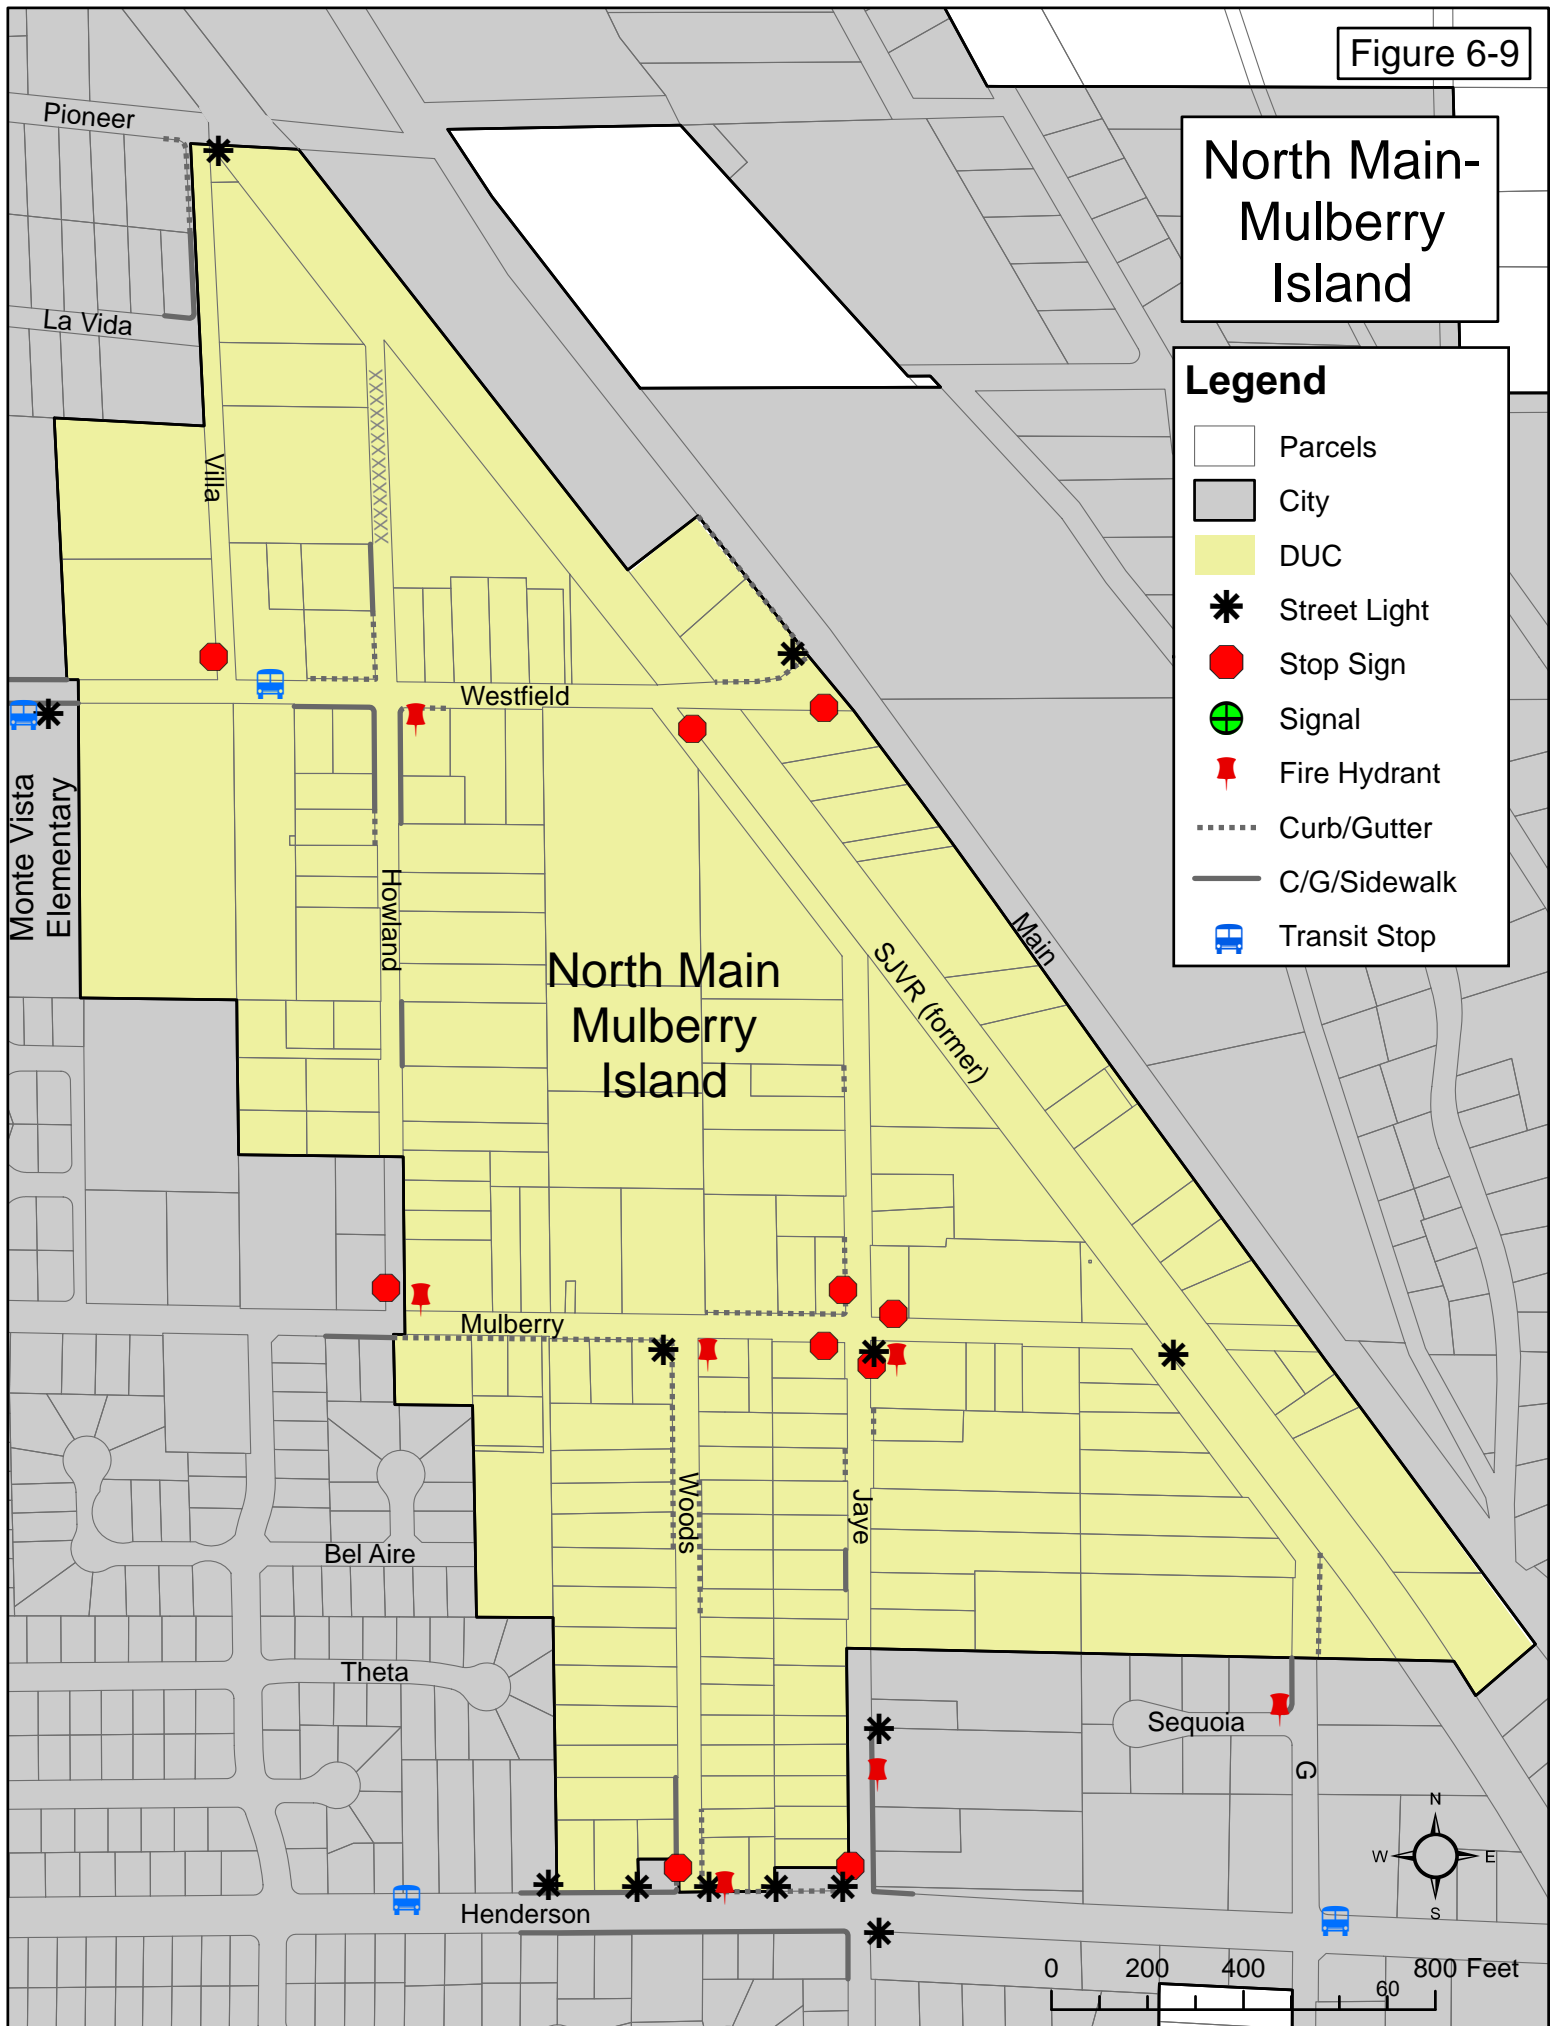 Figure 6-9
North Main-
Mulberry
Island
Legend
Parcels
City
DUC
Street Light
Stop Sign
Signal
Fire Hydrant
Curb/Gutter
C/G/Sidewalk
Transit Stop
Pioneer
La Vida
Villa
Westfield
Monte Vista
Elementary
Howland
North Main
Mulberry
Island
SJVR (former)
Main
Mulberry
Woods
Jaye
Bel Aire
Theta
Sequoia
G
Henderson
N
W
E
S
0 200 400 800 Feet
60